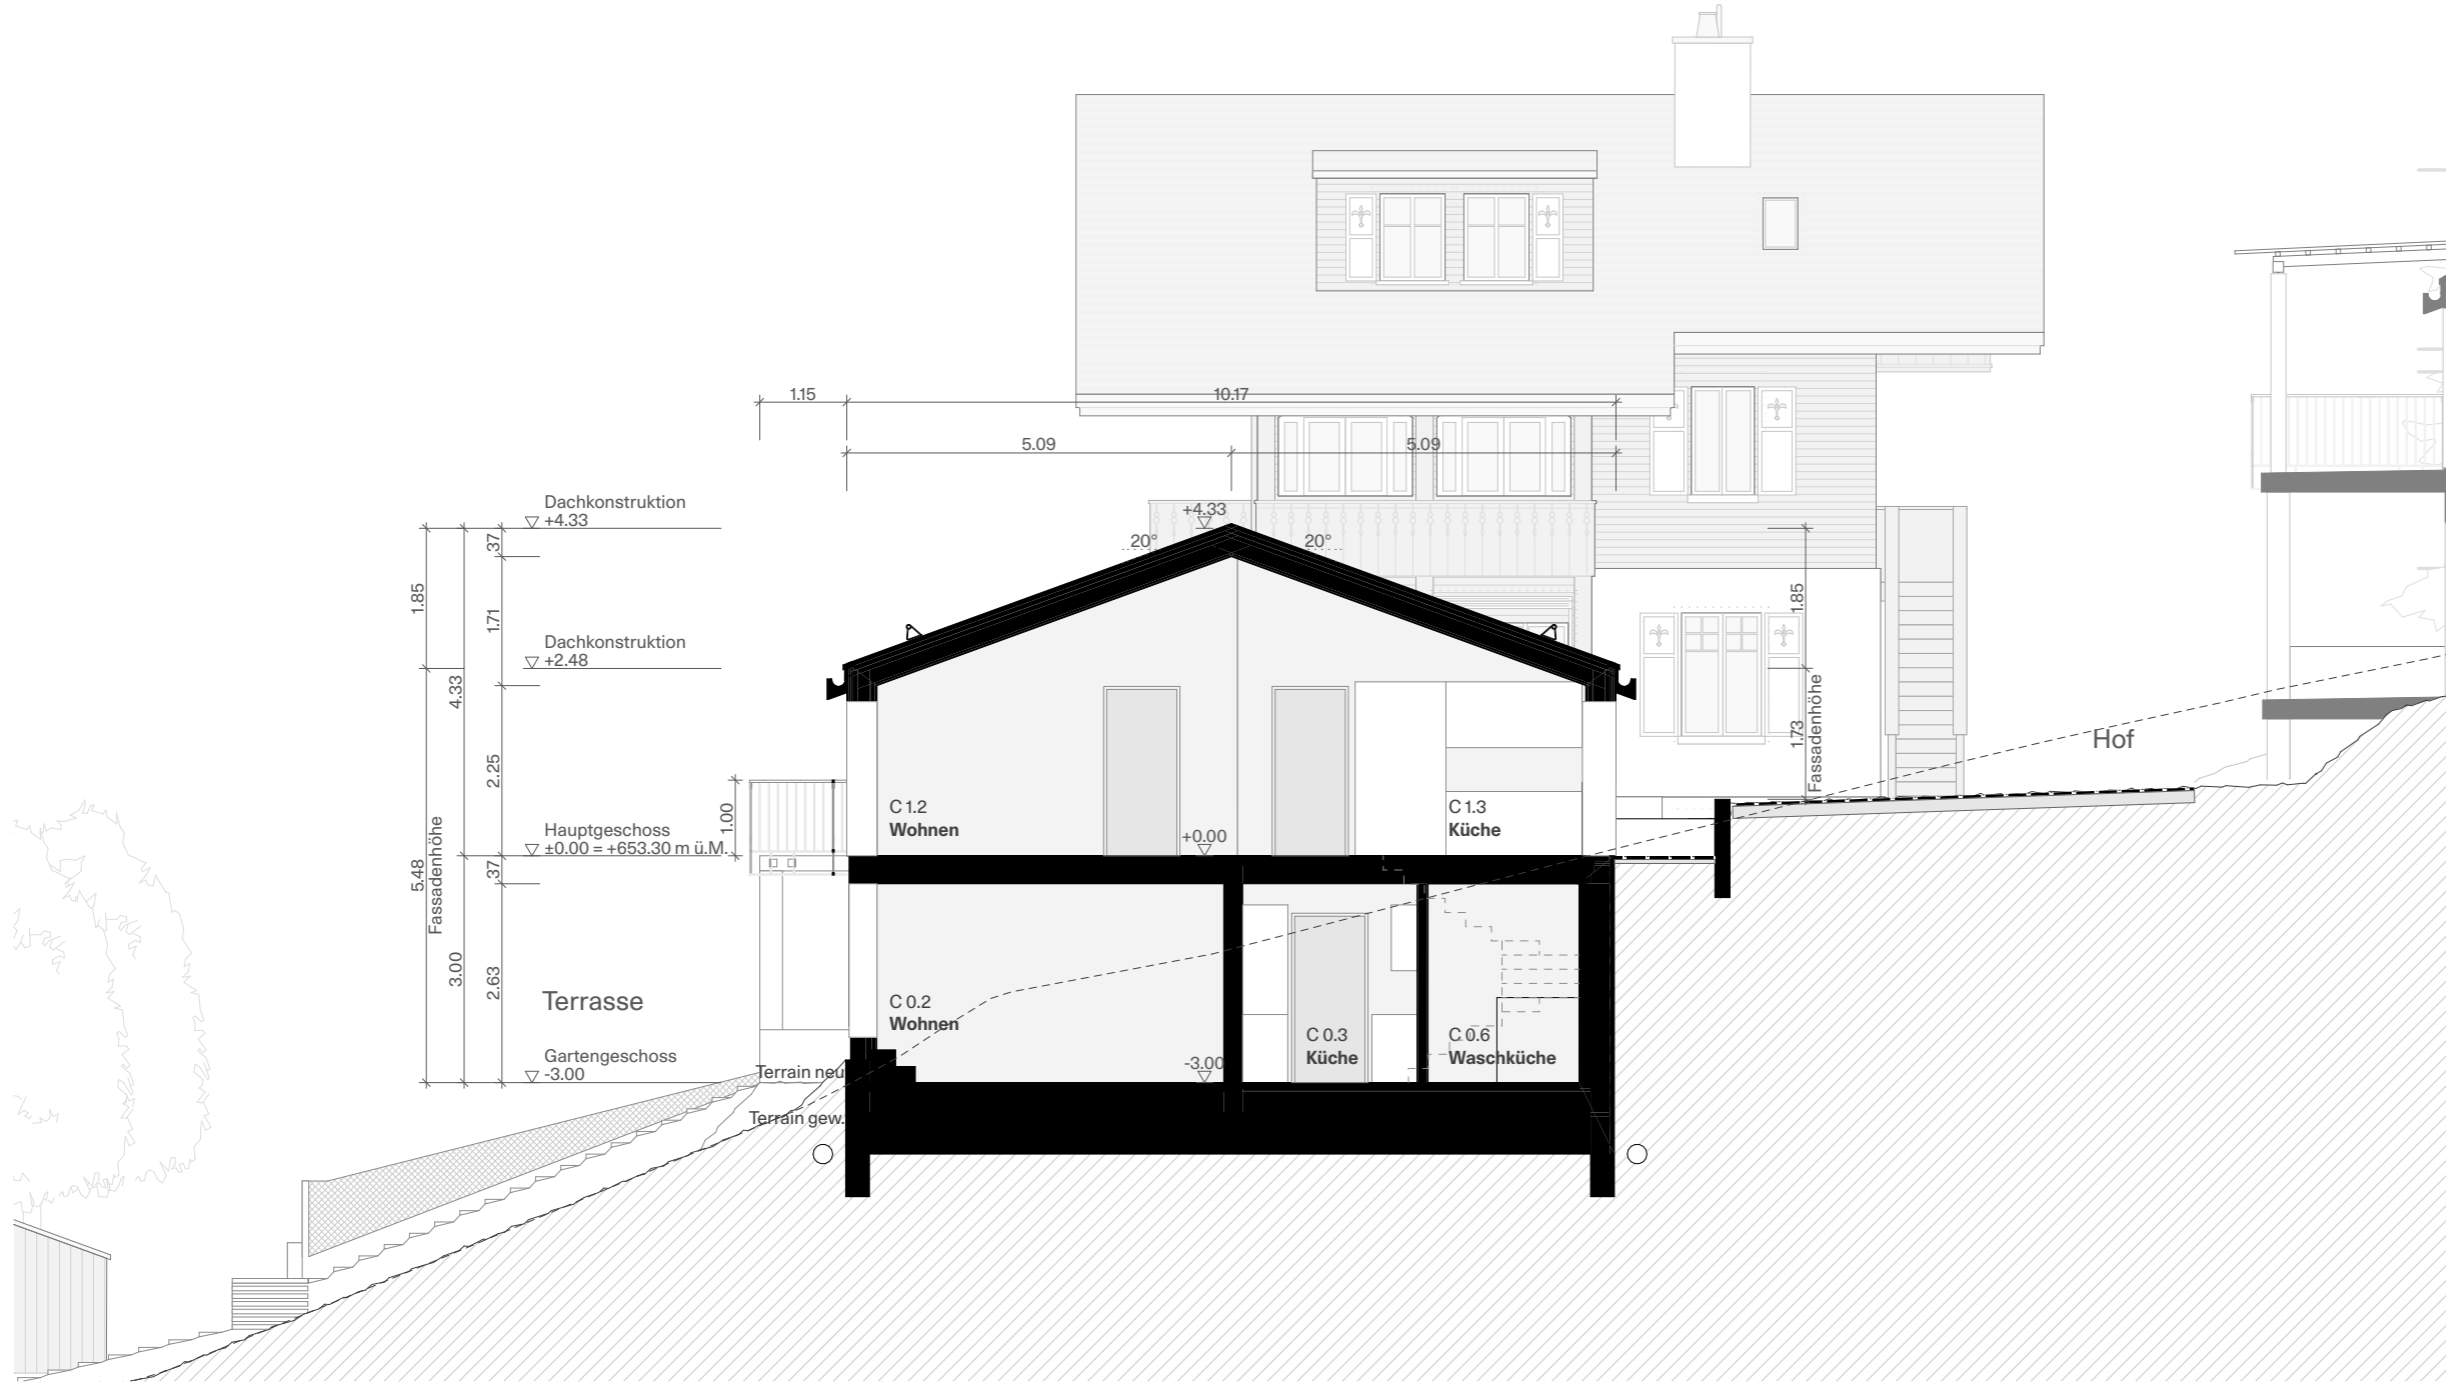 1.15
10.17
5.09
5.09
Dachkonstruktion
+4.33
+4.33
20°
20°
37
1.85
1.71
1.85
Dachkonstruktion
+2.48
4.33
2.25
1.73
Fassadenhöhe
Hof
1.00
C 1.2
Wohnen
C 1.3
Küche
Hauptgeschoss
±0.00 = +653.30 m ü.M.
+0.00
37
5.48
Fassadenhöhe
3.00
2.63
Terrasse
C 0.2
Wohnen
C 0.3
Küche
C 0.6
Waschküche
Gartengeschoss
-3.00
-3.00
Terrain neu
Terrain gew.